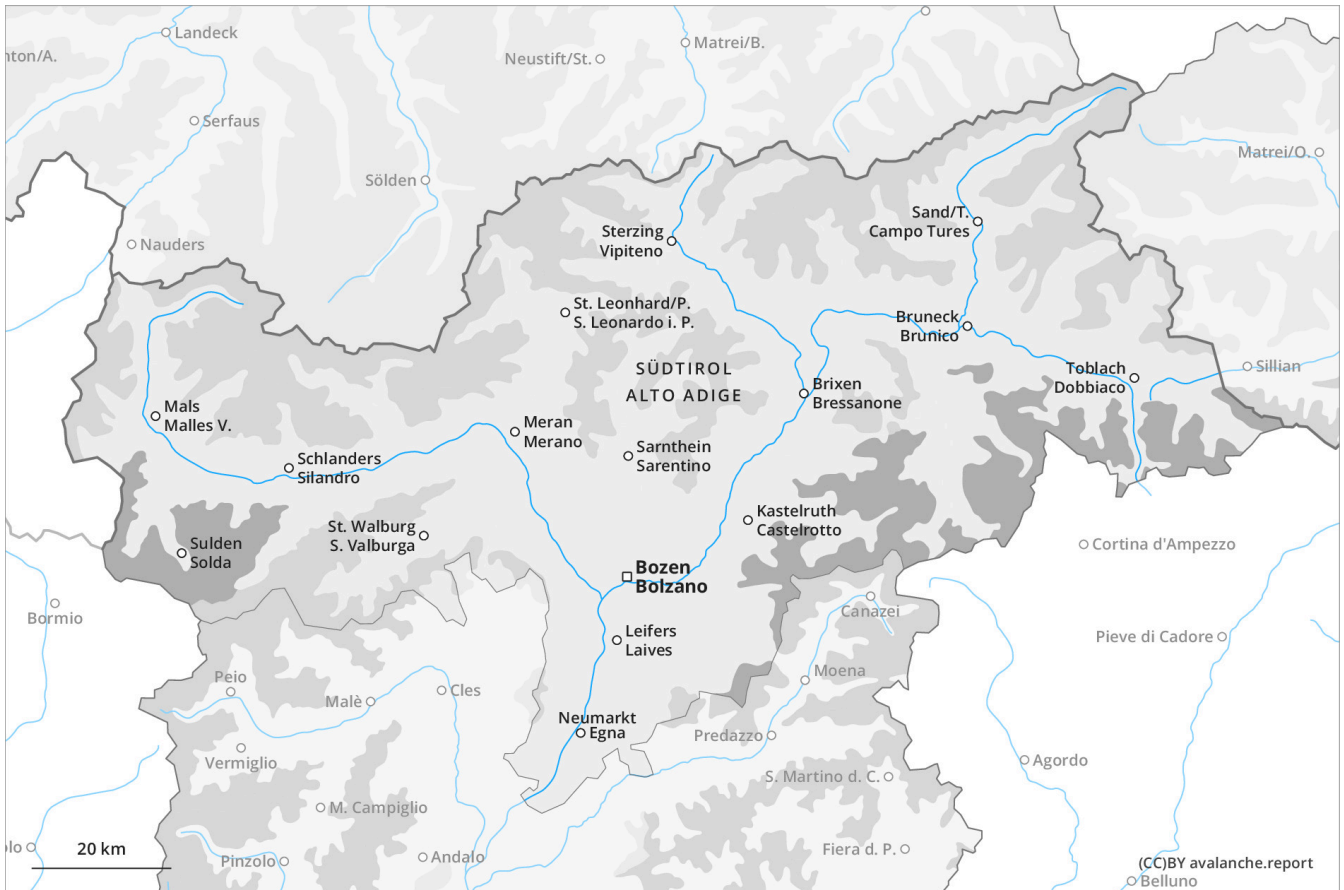 Landeck
Matrei/B.
nton/A.
Neustift/St.
Serfaus
Matrei/O.
Sölden
Sand/T.
Campo Tures
Nauders
Sterzing
Vipiteno
St. Leonhard/P.
S. Leonardo i. P.
Bruneck
Brunico
SÜDTIROL
ALTO ADIGE
Toblach
Dobbiaco
Sillian
Brixen
Bressanone
Mals
Malles V.
Meran
Merano
Schlanders
Silandro
Sarnthein
Sarentino
Kastelruth
Castelrotto
St. Walburg
S. Valburga
Sulden
Solda
Cortina d'Ampezzo
Bozen
Bolzano
Bormio
Canazei
Leifers
Laives
Pieve di Cadore
Peio
Malè
Cles
Moena
Neumarkt
Egna
Predazzo
Vermiglio
Agordo
S. Martino d. C.
M. Campiglio
olo
20 km
Pinzolo
Andalo
Fiera d. P.
(CC)BY avalanche.report
Belluno